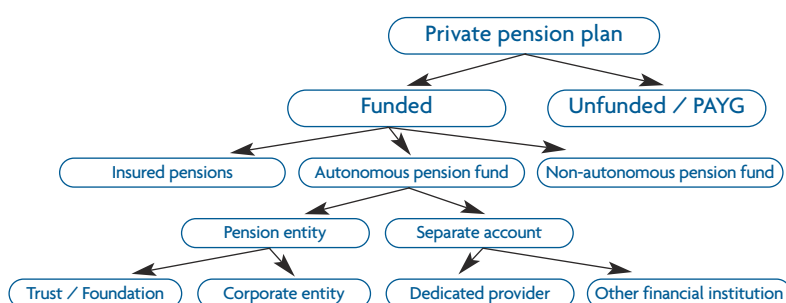 Private pension plan
Funded
Unfunded / PAYG
Insured pensions
Autonomous pension fund
Non-autonomous pension fund
Pension entity
Separate account
Trust / Foundation
Corporate entity
Dedicated provider
Other financial institution